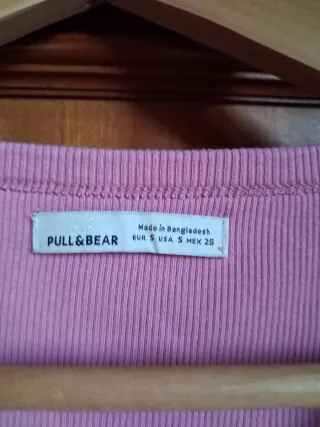 PULL&BEAR
Made in Bangladesh
EUR S USA S MEX 26